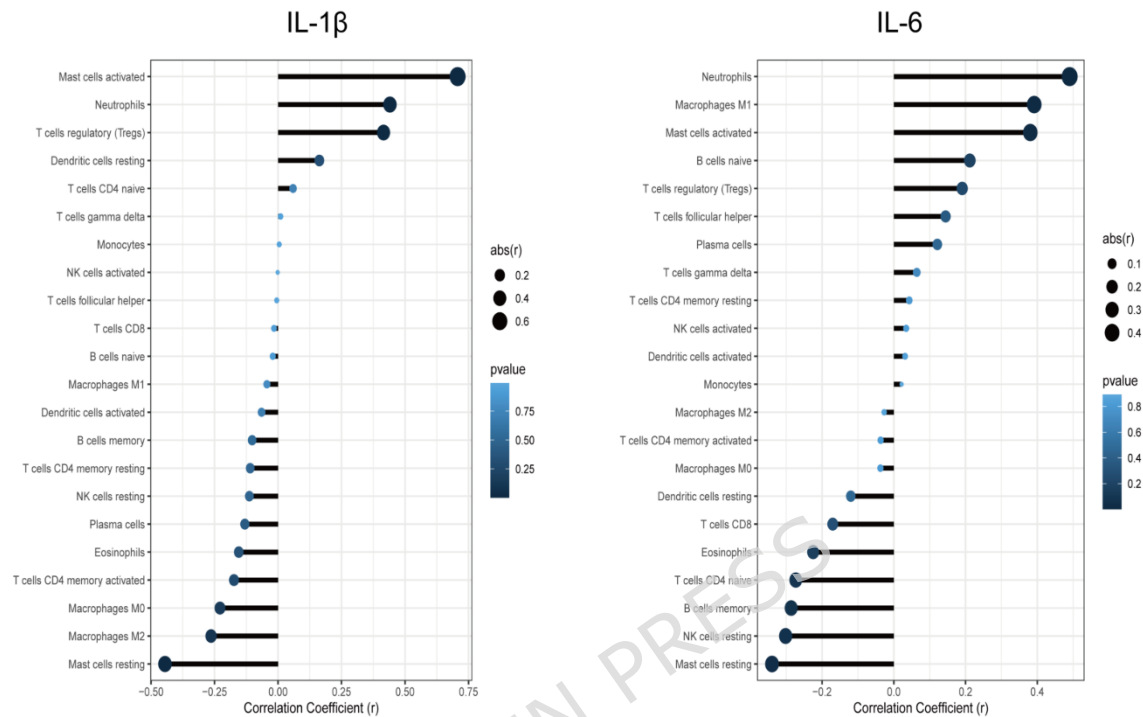 IL-1β
Mast cells activated
Neutrophils
T cells regulatory (Tregs)
Dendritic cells resting
T cells CD4 naive
T cells gamma delta
Monocytes
NK cells activated
T cells follicular helper
T cells CD8
B cells naive
Macrophages M1
Dendritic cells activated
B cells memory
T cells CD4 memory resting
NK cells resting
Plasma cells
Eosinophils
T cells CD4 memory activated
Macrophages M0
Macrophages M2
Mast cells resting
−0.50 −0.25 0.00 0.25 0.50 0.75
Correlation Coefficient (r)
abs(r)
0.2
0.4
0.6
pvalue
0.75
0.50
0.25
IL-6
Neutrophils
Macrophages M1
Mast cells activated
B cells naive
T cells regulatory (Tregs)
T cells follicular helper
Plasma cells
T cells gamma delta
T cells CD4 memory resting
NK cells activated
Dendritic cells activated
Monocytes
Macrophages M2
T cells CD4 memory activated
Macrophages M0
Dendritic cells resting
T cells CD8
Eosinophils
T cells CD4 naive
B cells memory
NK cells resting
Mast cells resting
−0.2 0.0 0.2 0.4
Correlation Coefficient (r)
abs(r)
0.1
0.2
0.3
0.4
pvalue
0.8
0.6
0.4
0.2
IN PRESS